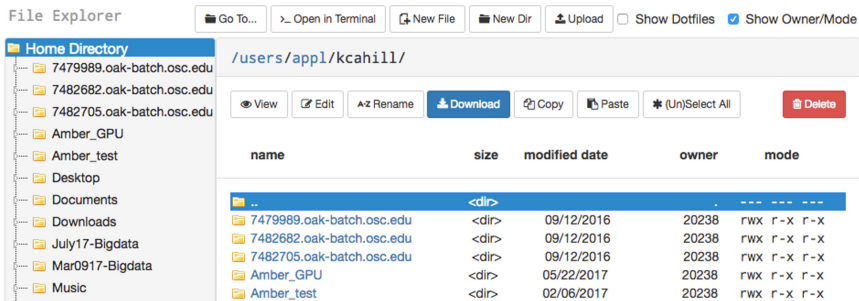 File Explorer
Go To... >_ Open in Terminal New File New Dir Upload Show Dotfiles Show Owner/Mode
Home Directory
7479989.oak-batch.osc.edu
7482682.oak-batch.osc.edu
7482705.oak-batch.osc.edu
Amber_GPU
Amber_test
Desktop
Documents
Downloads
July17-Bigdata
Mar0917-Bigdata
Music
/users/appl/kcahill/
View Edit A-Z Rename Download Copy Paste (Un)Select All Delete
name size modified date owner mode
.. <dir> . --- --- ---
7479989.oak-batch.osc.edu <dir> 09/12/2016 20238 rwx r-x r-x
7482682.oak-batch.osc.edu <dir> 09/12/2016 20238 rwx r-x r-x
7482705.oak-batch.osc.edu <dir> 09/12/2016 20238 rwx r-x r-x
Amber_GPU <dir> 05/22/2017 20238 rwx r-x r-x
Amber_test <dir> 02/06/2017 20238 rwx r-x r-x